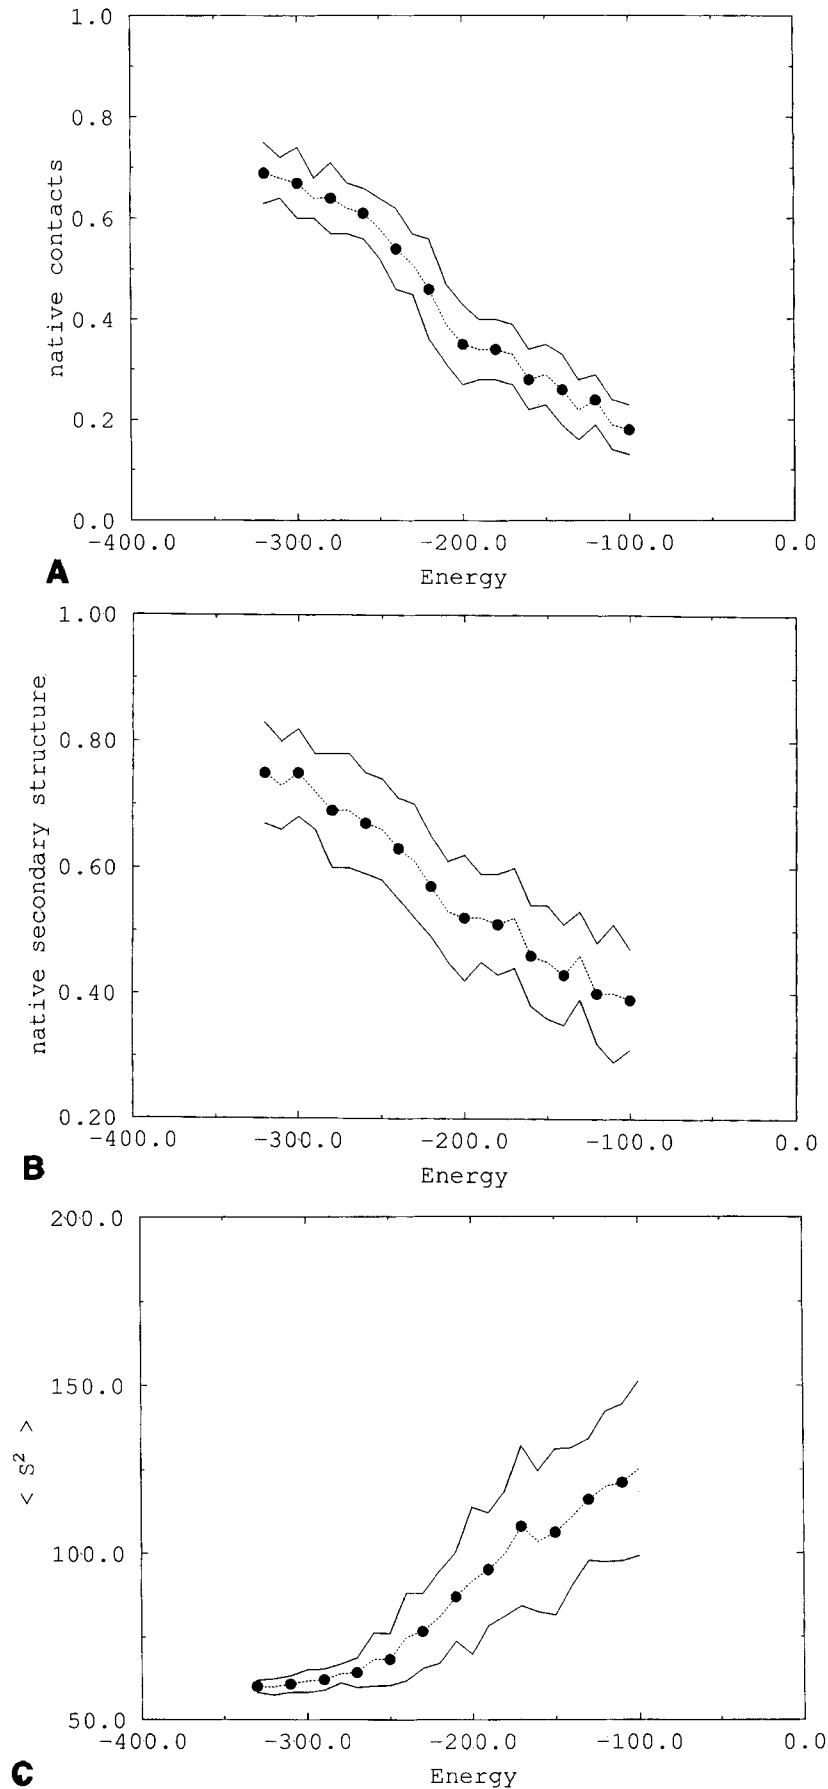 1.0
0.8
0.6
0.4
0.2
0.0
native contacts
-400.0 -300.0 -200.0 -100.0 0.0
Energy
A
1.00
0.80
0.60
0.40
0.20
native secondary structure
-400.0 -300.0 -200.0 -100.0 0.0
Energy
B
200.0
150.0
100.0
50.0
< S² >
-400.0 -300.0 -200.0 -100.0 0.0
Energy
C